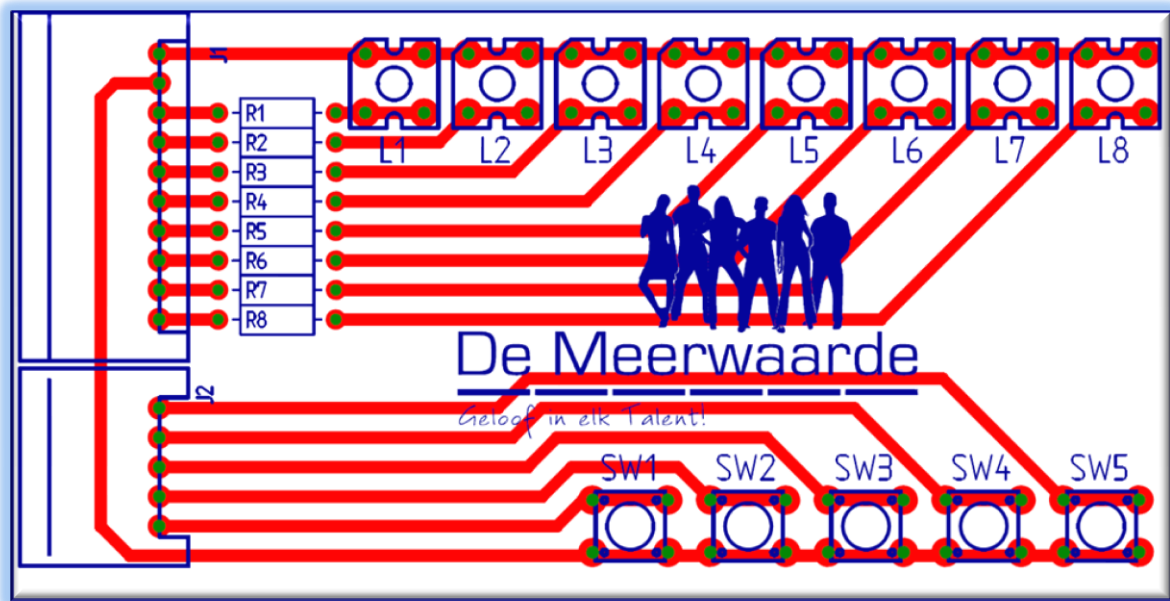 J1
R1
R2
R3
R4
R5
R6
R7
R8
L1 L2 L3 L4 L5 L6 L7 L8
De Meerwaarde
Geloof in elk Talent!
J2
SW1 SW2 SW3 SW4 SW5